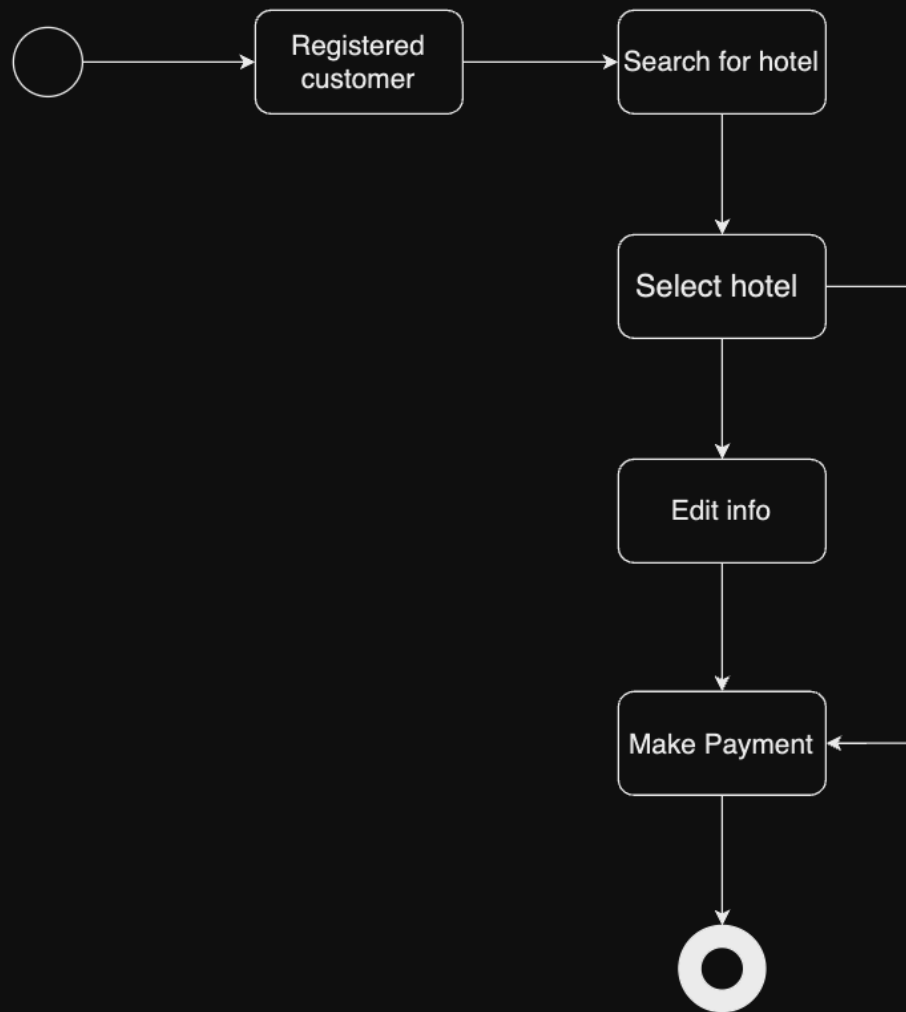 Registered
customer
Search for hotel
Select hotel
Edit info
Make Payment